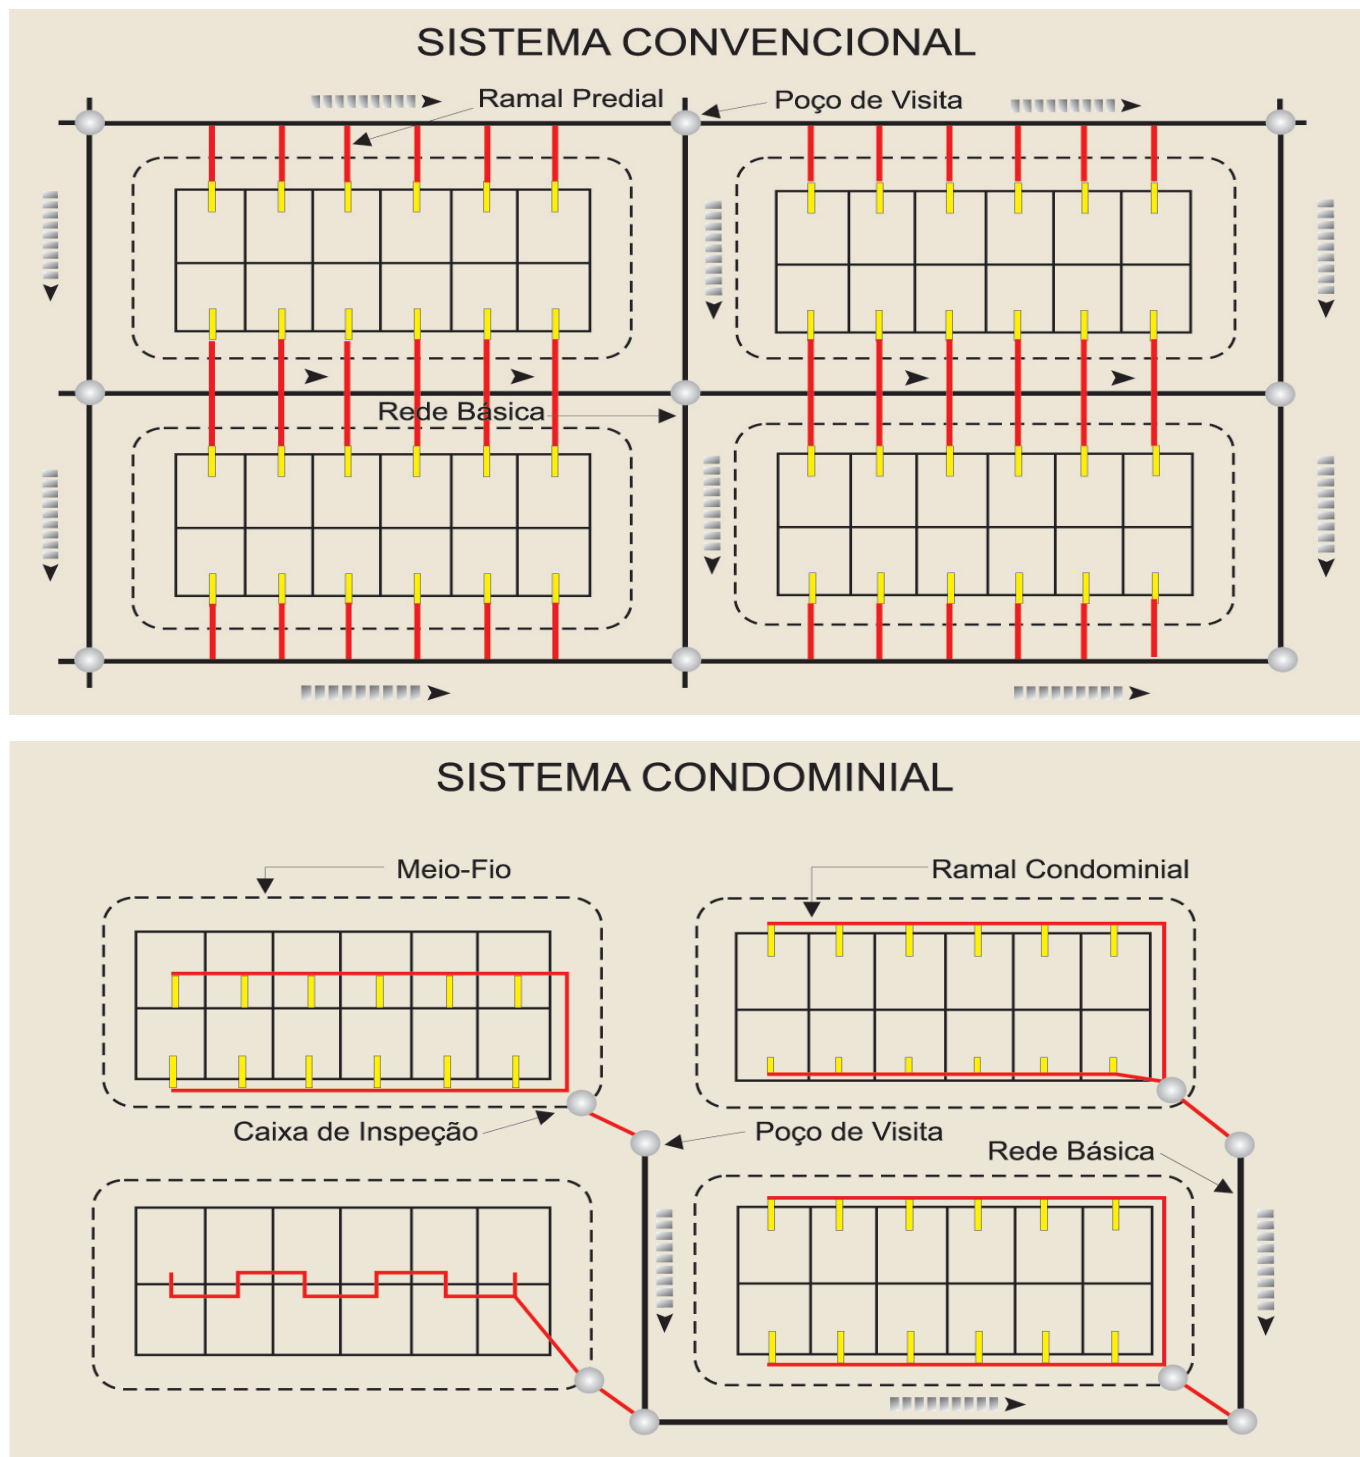 SISTEMA CONVENCIONAL
Ramal Predial
Poço de Visita
Rede Básica
SISTEMA CONDOMINIAL
Meio-Fio
Ramal Condominial
Caixa de Inspeção
Poço de Visita
Rede Básica